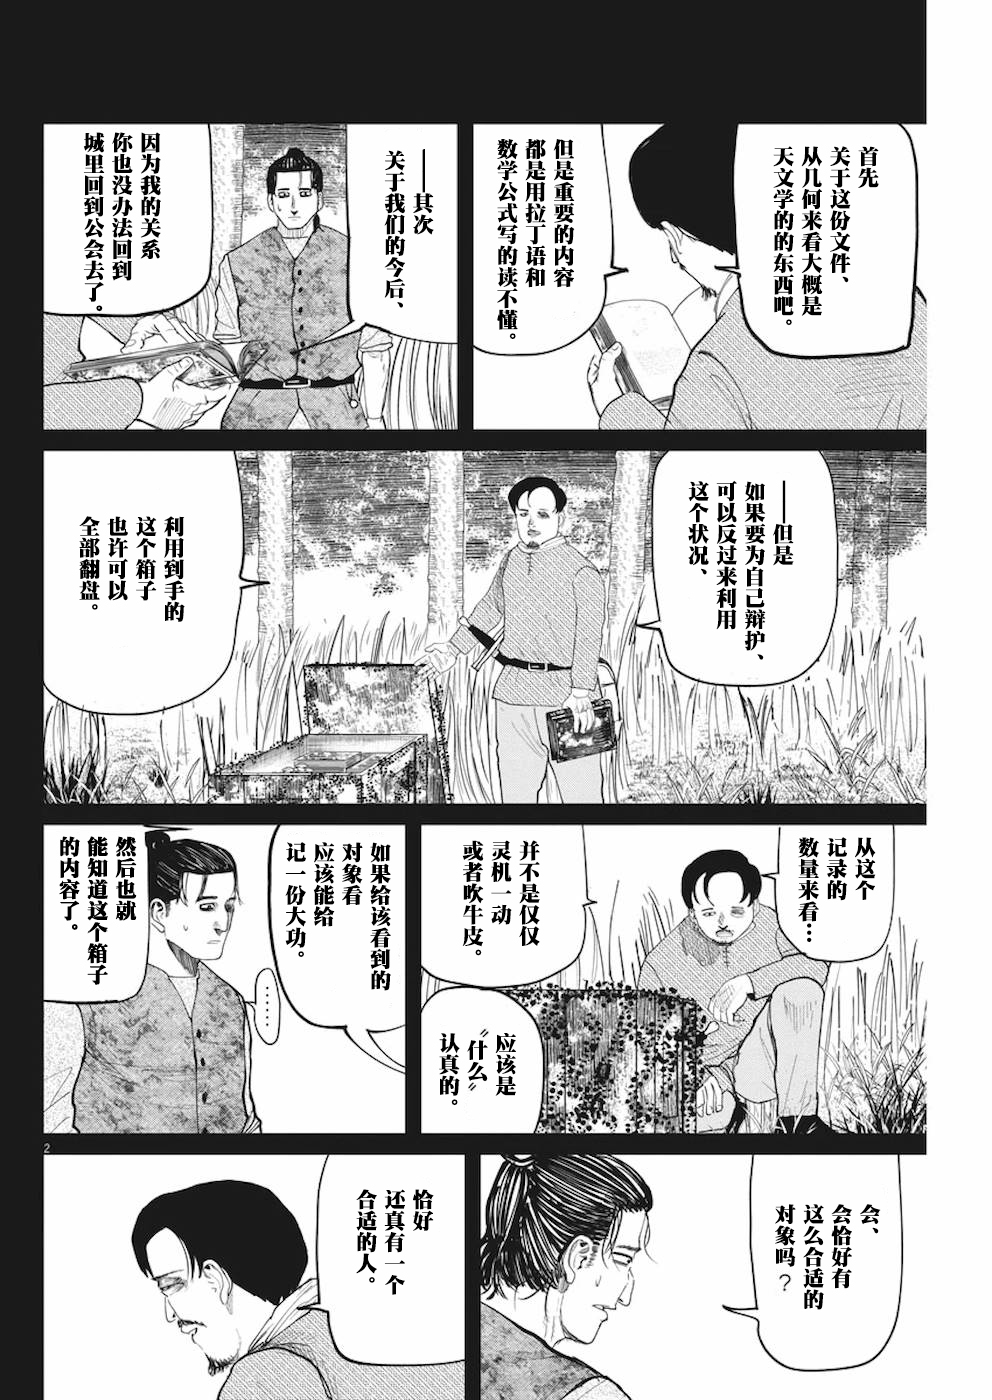 首先
关于这份文件、
从几何来看大概是
天文学的的东西吧。
但是重要的内容
都是用拉丁语和
数学公式写的读不懂。
——其次
关于我们的今后、
因为我的关系
你也没办法回到
城里回到公会去了。
——但是
如果要为自己辩护、
可以反过来利用
这个状况、
利用到手的
这个箱子
也许可以
全部翻盘。
从这个
记录的
数量来看…
并不是仅仅
灵机一动
或者吹牛皮。
应该是
“什么”
认真的。
如果给该看到的
对象看
应该能给
记一份大功。
……
然后也就
能知道这个箱子
的内容了。
会、
会恰好有
这么合适的
对象吗？
恰好
还真有一个
合适的人。
2